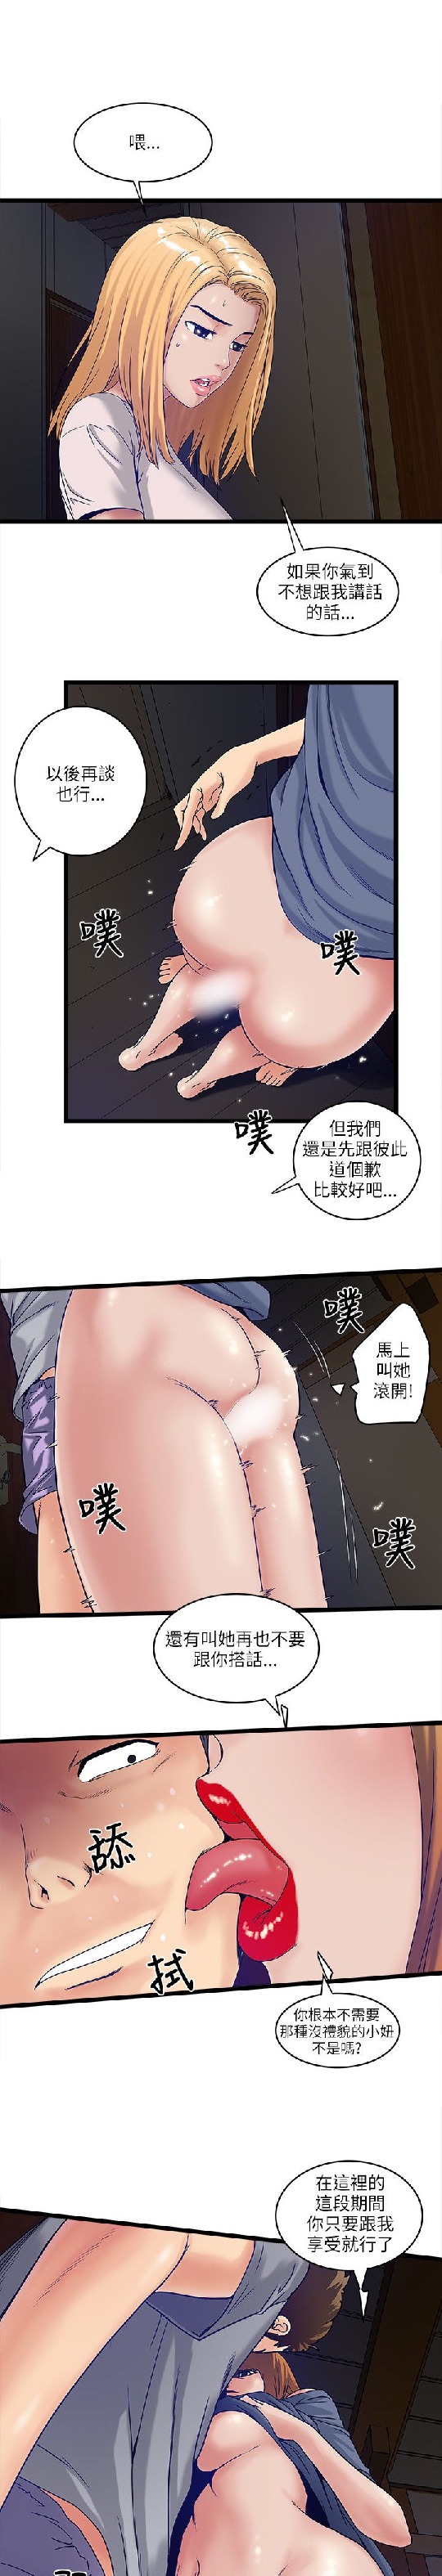 喂...
如果你氣到
不想跟我講話
的話...
以後再談
也行...
噗
噗
噗
但我們
還是先跟彼此
道個歉
比較好吧...
噗
馬上
叫她
滾開!
噗
噗
還有叫她再也不要
跟你搭話...
舔
拭
你根本不需要
那種沒禮貌的小妞
不是嗎?
在這裡的
這段期間
你只要跟我
享受就行了